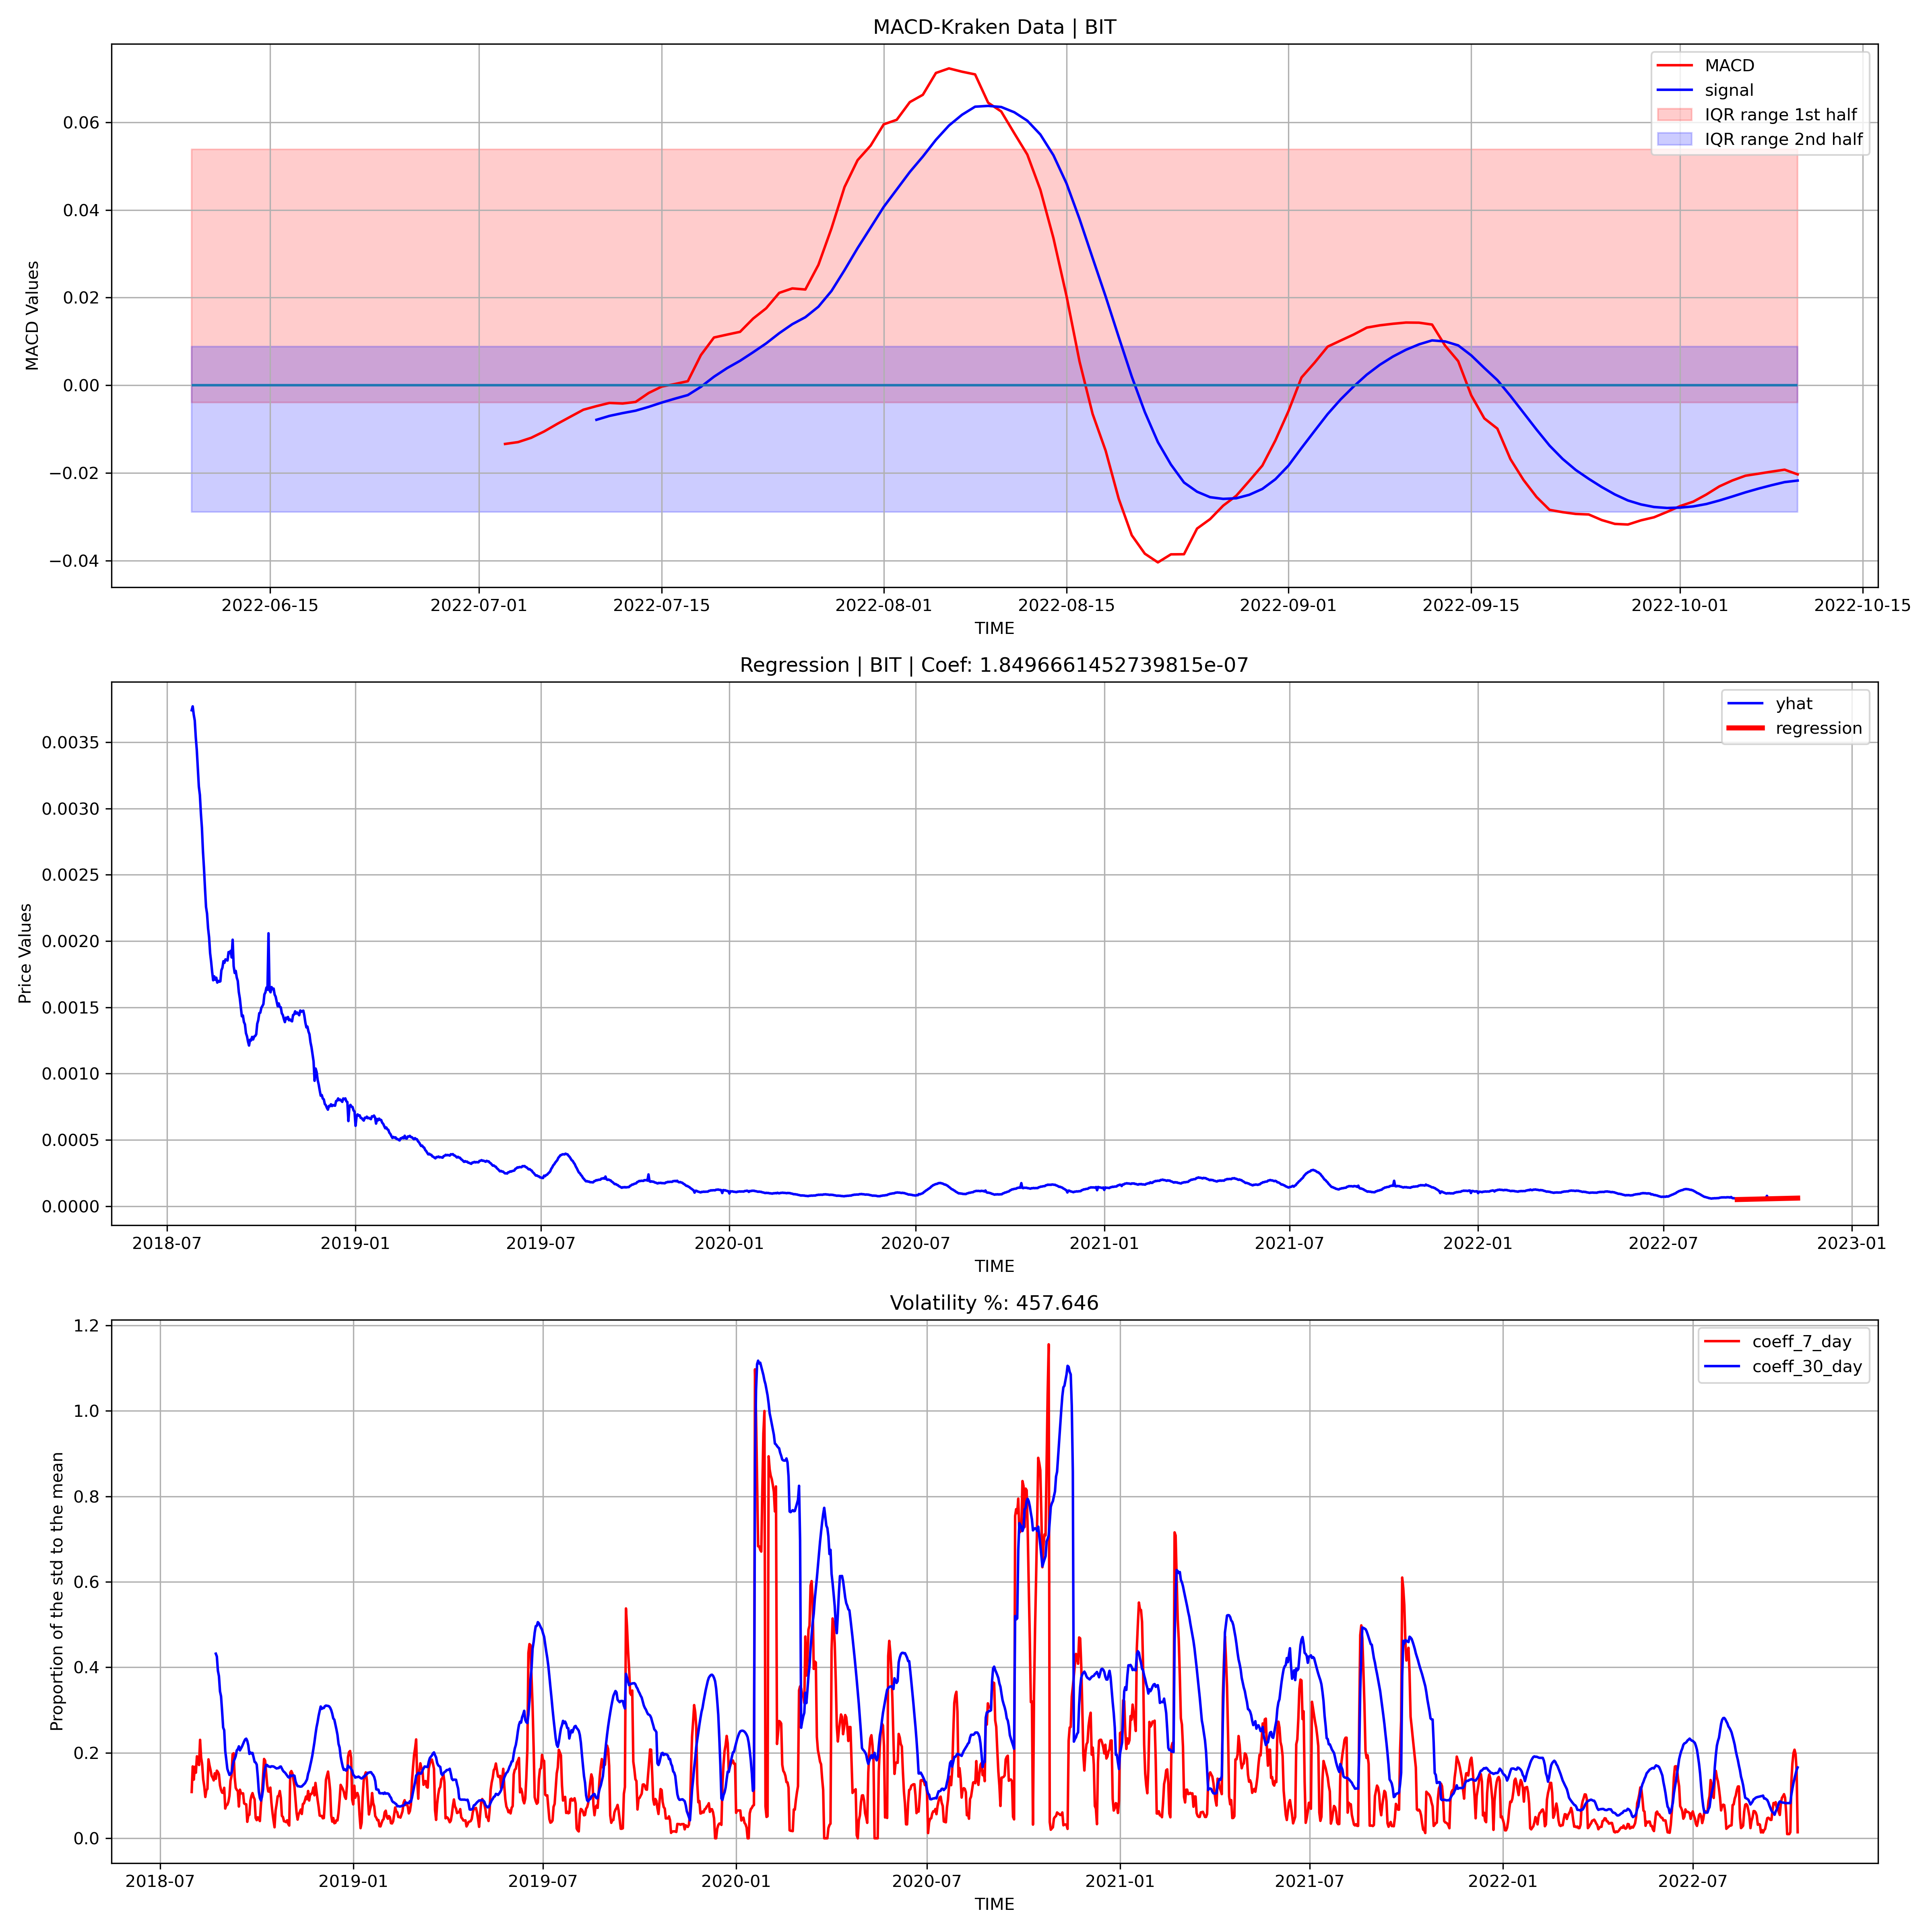 MACD-Kraken Data | BIT
MACD
signal
IQR range 1st half
IQR range 2nd half
MACD Values
0.06
0.04
0.02
0.00
−0.02
−0.04
2022-06-15 2022-07-01 2022-07-15 2022-08-01 2022-08-15 2022-09-01 2022-09-15 2022-10-01 2022-10-15
TIME
Regression | BIT | Coef: 1.8496661452739815e-07
yhat
regression
Price Values
0.0035
0.0030
0.0025
0.0020
0.0015
0.0010
0.0005
0.0000
2018-07 2019-01 2019-07 2020-01 2020-07 2021-01 2021-07 2022-01 2022-07 2023-01
TIME
Volatility %: 457.646
coeff_7_day
coeff_30_day
Proportion of the std to the mean
1.2
1.0
0.8
0.6
0.4
0.2
0.0
2018-07 2019-01 2019-07 2020-01 2020-07 2021-01 2021-07 2022-01 2022-07
TIME